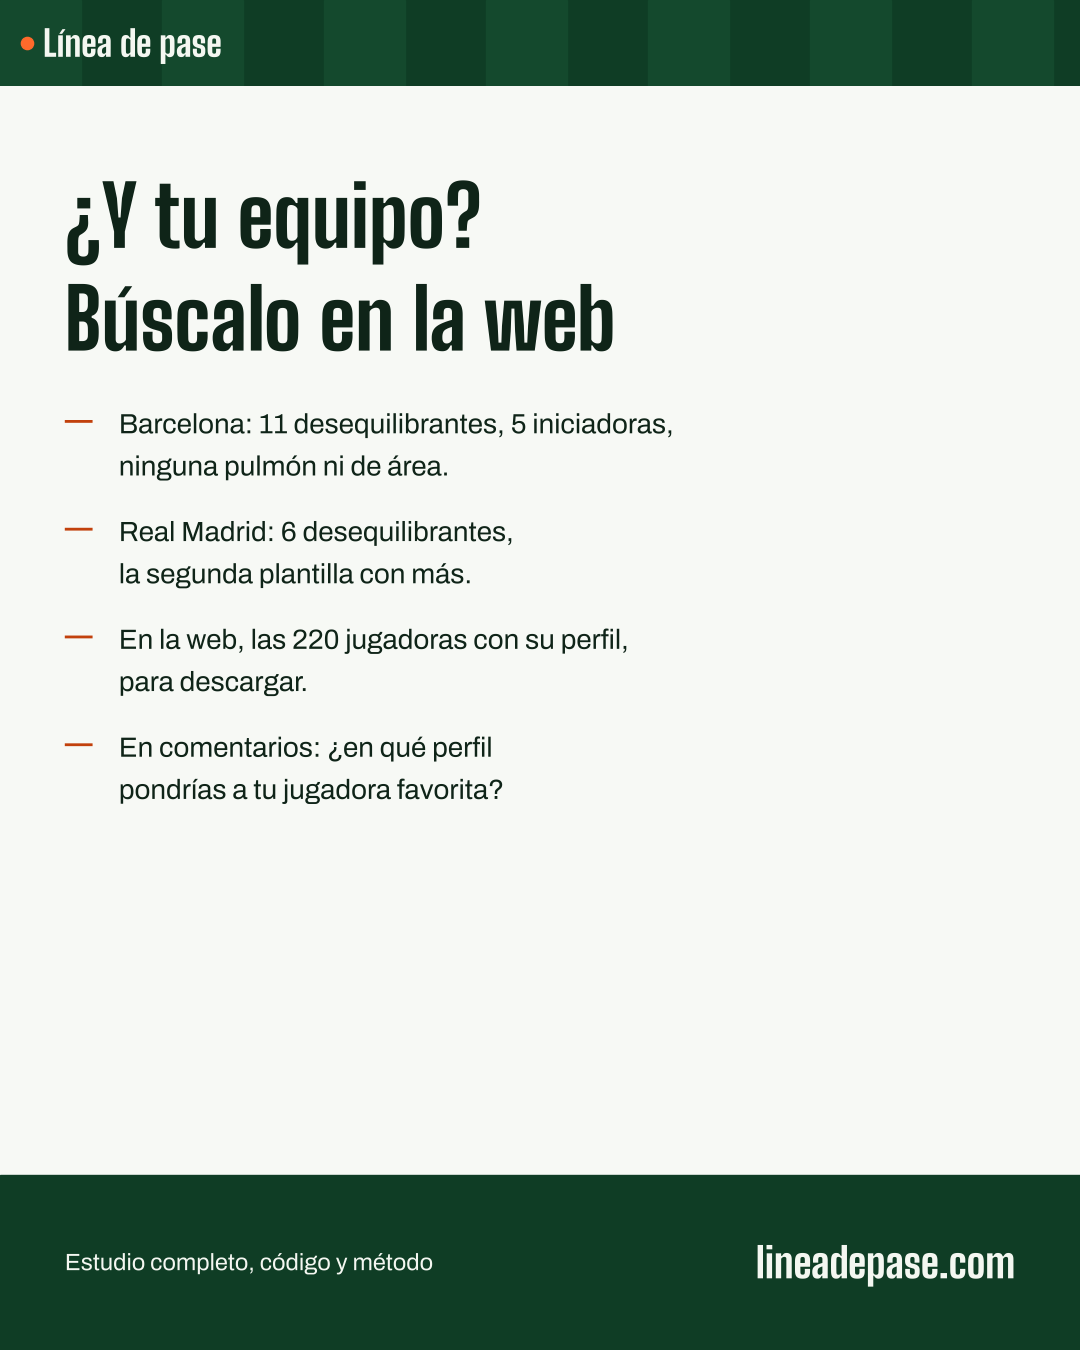 Línea de pase
¿Y tu equipo?
Búscalo en la web
Barcelona: 11 desequilibrantes, 5 iniciadoras,
ninguna pulmón ni de área.
Real Madrid: 6 desequilibrantes,
la segunda plantilla con más.
En la web, las 220 jugadoras con su perfil,
para descargar.
En comentarios: ¿en qué perfil
pondrías a tu jugadora favorita?
Estudio completo, código y método
lineadepase.com